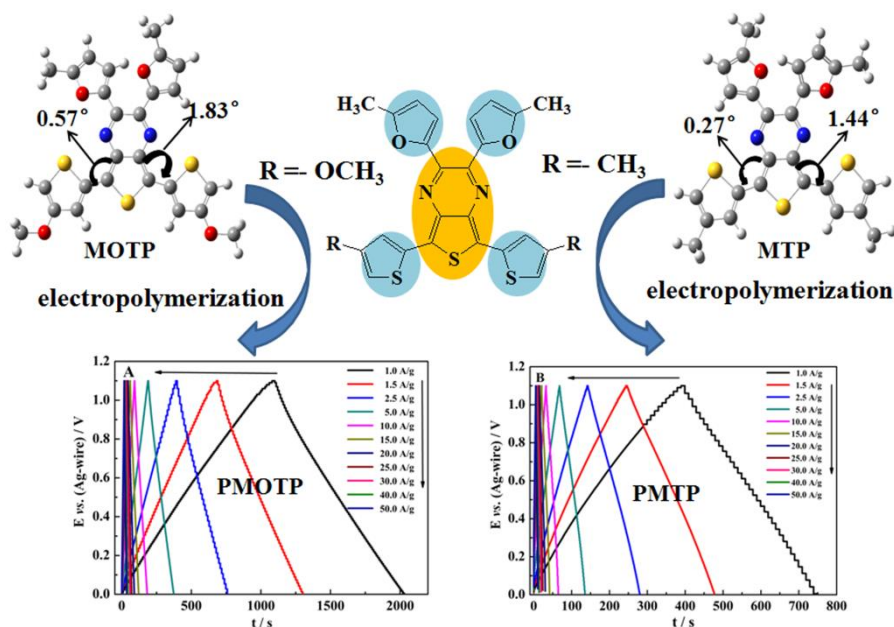 0.57°
1.83°
MOTP
R = - OCH₃
H₃C
O
O
CH₃
N
N
R
S
S
S
R
R = - CH₃
0.27°
1.44°
MTP
electropolymerization
electropolymerization
A
PMOTP
1.0 A/g
1.5 A/g
2.5 A/g
5.0 A/g
10.0 A/g
15.0 A/g
20.0 A/g
25.0 A/g
30.0 A/g
40.0 A/g
50.0 A/g
E vs. (Ag-wire) / V
1.2
1.0
0.8
0.6
0.4
0.2
0.0
0 500 1000 1500 2000
t / s
B
PMTP
1.0 A/g
1.5 A/g
2.5 A/g
5.0 A/g
10.0 A/g
15.0 A/g
20.0 A/g
25.0 A/g
30.0 A/g
40.0 A/g
50.0 A/g
E vs. (Ag-wire) / V
1.2
1.0
0.8
0.6
0.4
0.2
0.0
0 100 200 300 400 500 600 700 800
t / s